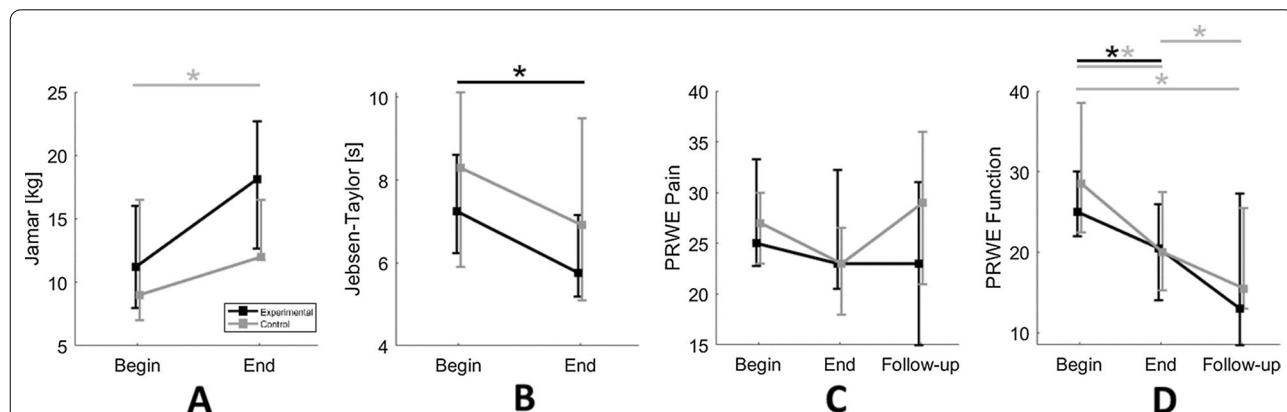 * * * * * *
Jamar [kg]
25
20
15
10
5
Experimental
Control
Begin End
A
Jebsen-Taylor [s]
10
8
6
4
Begin End
B
PRWE Pain
40
35
30
25
20
15
Begin End Follow-up
C
PRWE Function
40
30
20
10
Begin End Follow-up
D